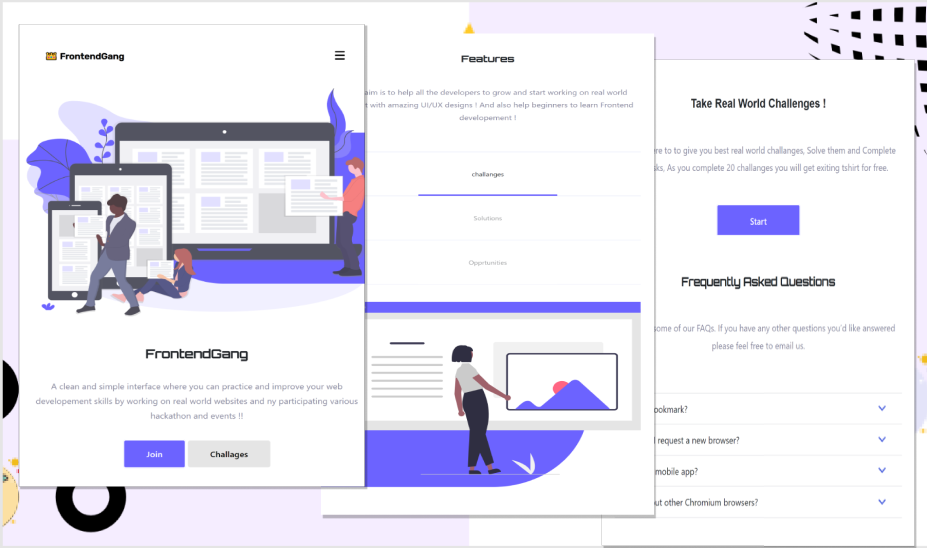 FrontendGang
FrontendGang
A clean and simple interface where you can practice and improve your web
developement skills by working on real world websites and ny participating various
hackathon and events !!
Join
Challages
Features
aim is to help all the developers to grow and start working on real world
t with amazing UI/UX designs ! And also help beginners to learn Frontend
developement !
challanges
Solutions
Opprtunities
Take Real World Challenges !
re to to give you best real world challanges, Solve them and Complete
sks, As you complete 20 challanges you will get exiting tshirt for free.
Start
Frequently Asked Questions
some of our FAQs. If you have any other questions you'd like answered
please feel free to email us.
ookmark?
I request a new browser?
mobile app?
out other Chromium browsers?